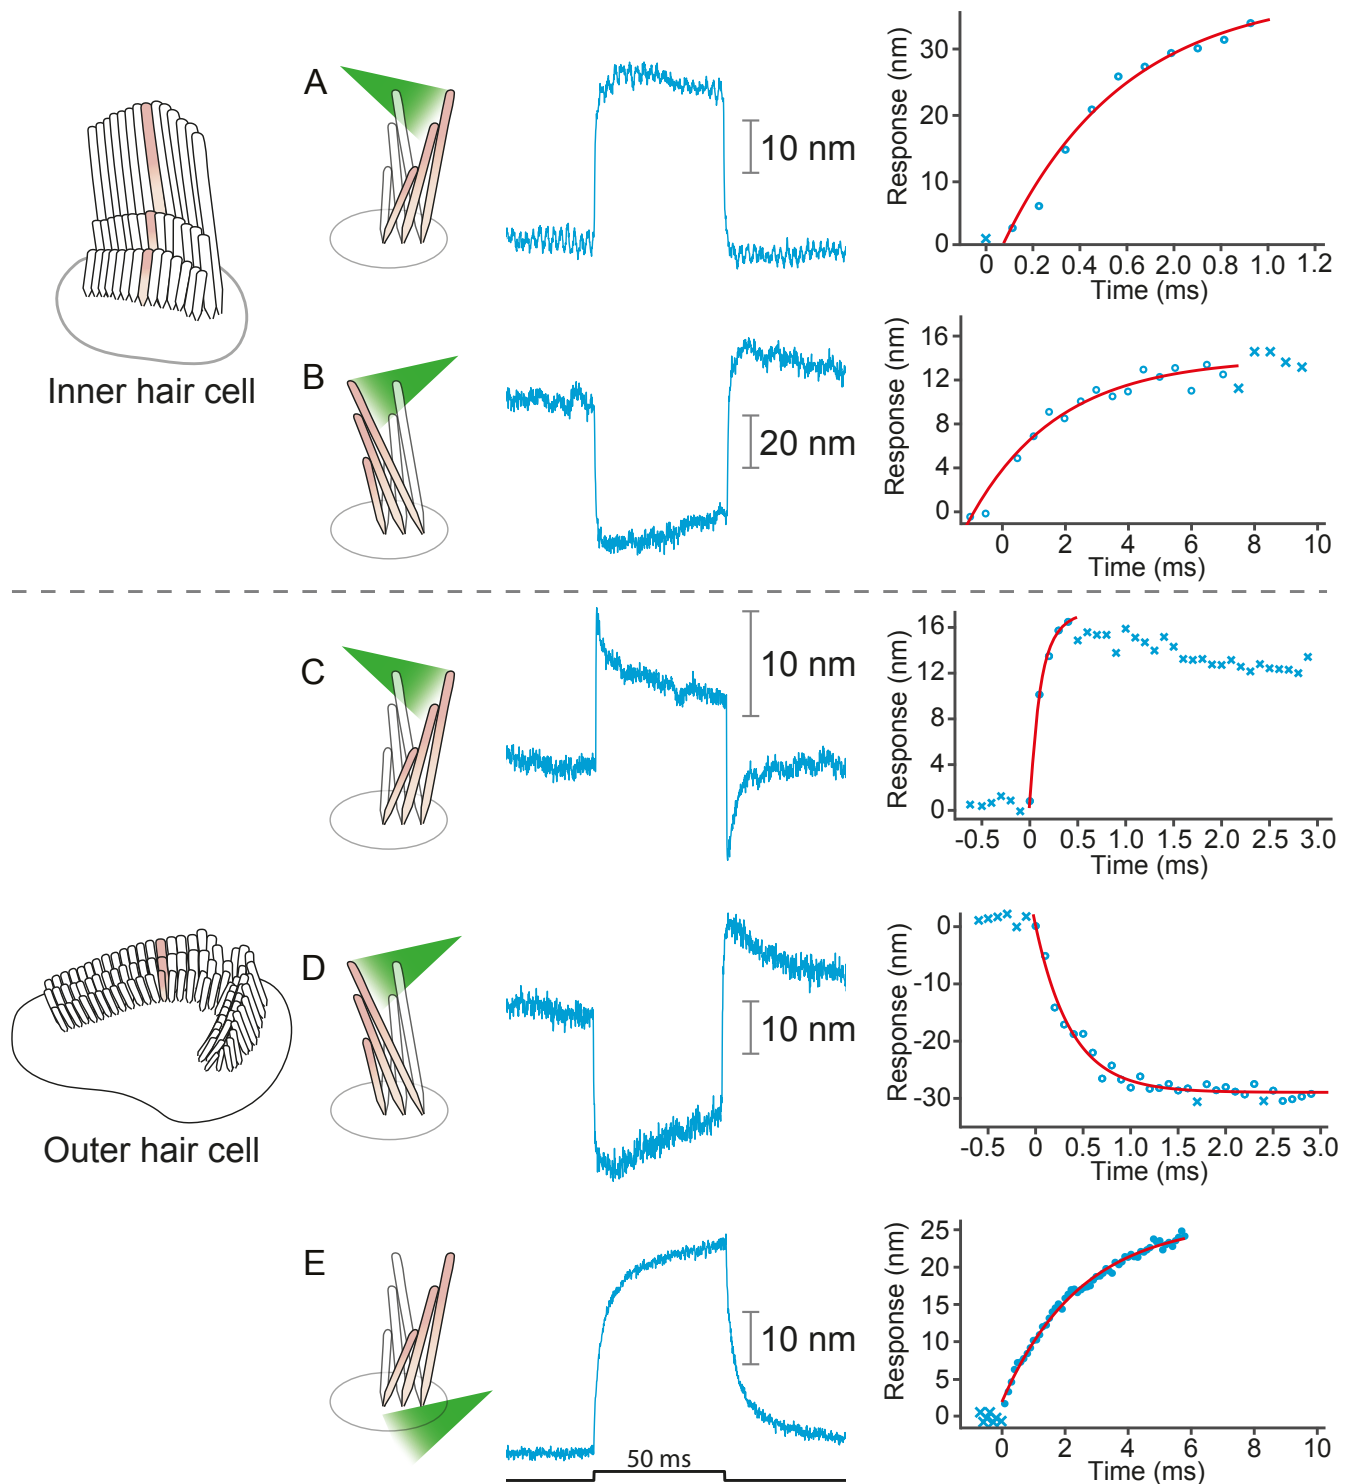 A
10 nm
Response (nm)
30
20
10
0
0 0.2 0.4 0.6 2.0 0.8 1.0 1.2
Time (ms)
Inner hair cell
B
20 nm
Response (nm)
16
12
8
4
0
0 2 4 6 8 10
Time (ms)
C
10 nm
Response (nm)
16
12
8
4
0
-0.5 0 0.5 1.0 1.5 2.0 2.5 3.0
Time (ms)
Outer hair cell
D
10 nm
Response (nm)
0
-10
-20
-30
-0.5 0 0.5 1.0 1.5 2.0 2.5 3.0
Time (ms)
E
10 nm
50 ms
Response (nm)
25
20
15
10
5
0
0 2 4 6 8 10
Time (ms)